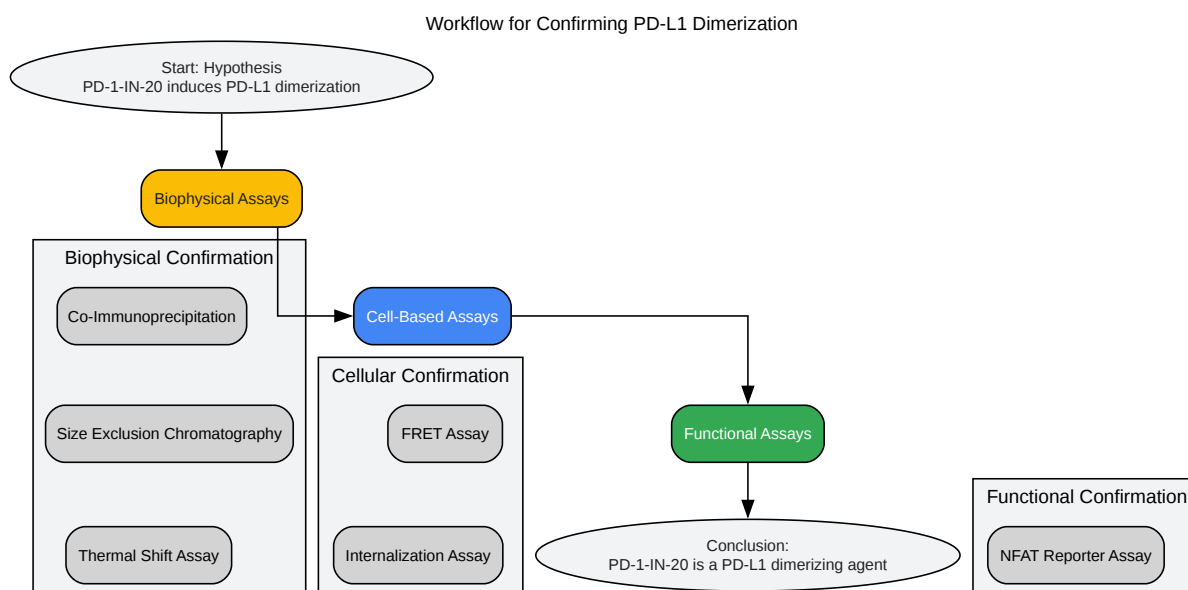 Workflow for Confirming PD-L1 Dimerization
Start: Hypothesis
PD-1-IN-20 induces PD-L1 dimerization
Biophysical Assays
Biophysical Confirmation
Co-Immunoprecipitation
Size Exclusion Chromatography
Thermal Shift Assay
Cell-Based Assays
Cellular Confirmation
FRET Assay
Internalization Assay
Functional Assays
Conclusion:
PD-1-IN-20 is a PD-L1 dimerizing agent
Functional Confirmation
NFAT Reporter Assay